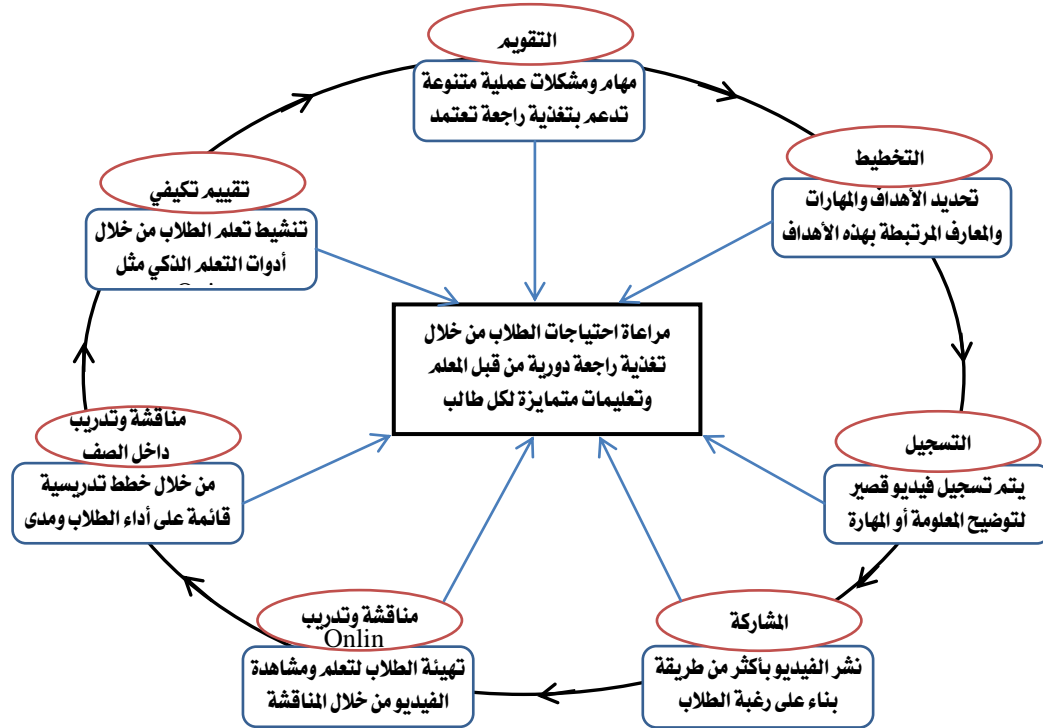 التقويم
مهام ومشكلات عملية متنوعة
تدعم بتغذية راجعة تعتمد
التخطيط
تحديد الأهداف والمهارات
والمعارف المرتبطة بهذه الأهداف
التسجيل
يتم تسجيل فيديو قصير
لتوضيح المعلومة أو المهارة
المشاركة
نشر الفيديو بأكثر من طريقة
بناء على رغبة الطلاب
مناقشة وتدريب
Onlin
تهيئة الطلاب لتعلم ومشاهدة
الفيديو من خلال المناقشة
مناقشة وتدريب
داخل الصف
من خلال خطط تدريسية
قائمة على أداء الطلاب ومدى
تقييم تكيفي
تنشيط تعلم الطلاب من خلال
أدوات التعلم الذكي مثل
مراعاة احتياجات الطلاب من خلال
تغذية راجعة دورية من قبل المعلم
وتعليمات متمايزة لكل طالب